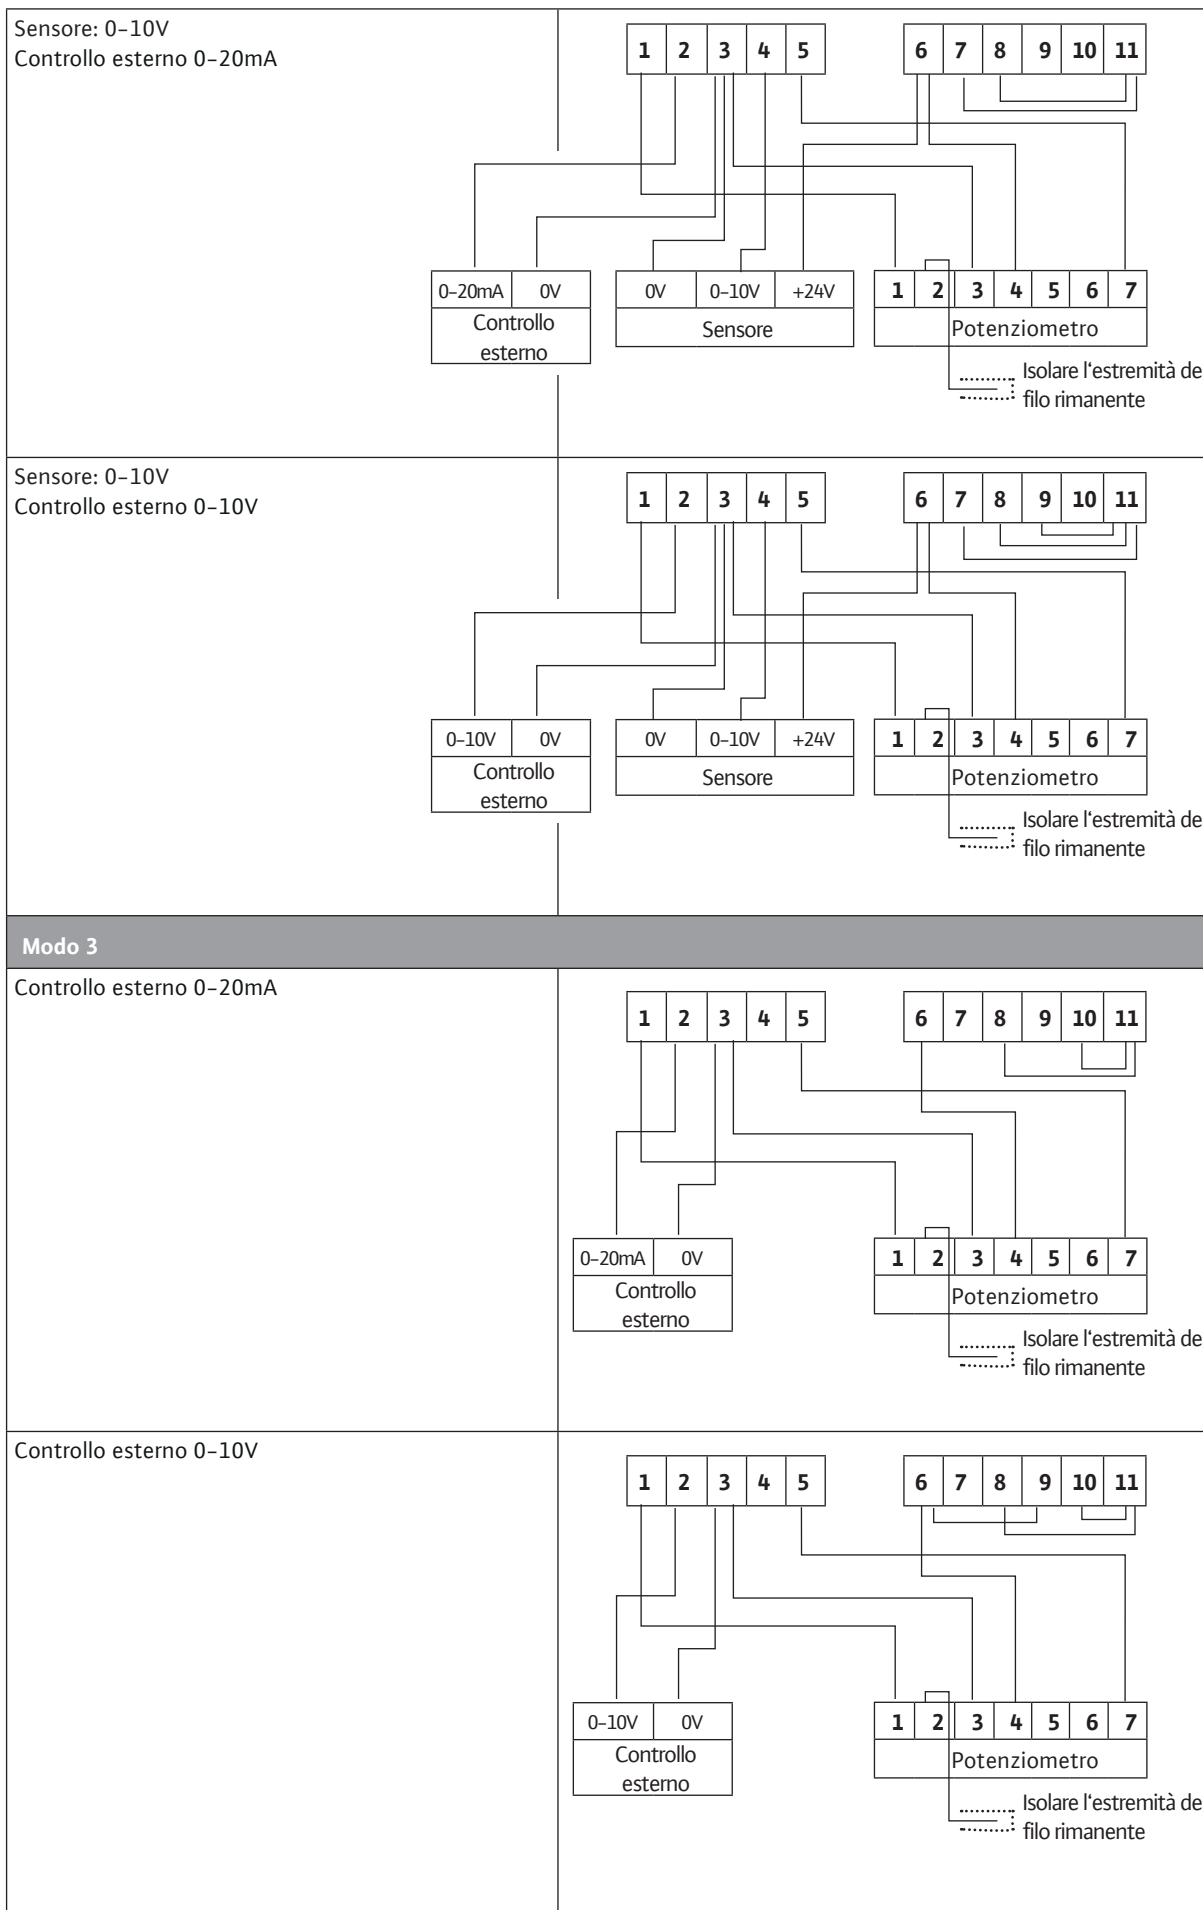 Sensore: 0–10V
Controllo esterno 0–20mA
1 2 3 4 5 6 7 8 9 10 11
0–20mA 0V 0V 0–10V +24V 1 2 3 4 5 6 7
Controllo
esterno
Sensore
Potenziometro
Isolare l‘estremità de
filo rimanente
Sensore: 0–10V
Controllo esterno 0–10V
1 2 3 4 5 6 7 8 9 10 11
0–10V 0V 0V 0–10V +24V 1 2 3 4 5 6 7
Controllo
esterno
Sensore
Potenziometro
Isolare l‘estremità de
filo rimanente
Modo 3
Controllo esterno 0–20mA
1 2 3 4 5 6 7 8 9 10 11
0–20mA 0V 1 2 3 4 5 6 7
Controllo
esterno
Potenziometro
Isolare l‘estremità de
filo rimanente
Controllo esterno 0–10V
1 2 3 4 5 6 7 8 9 10 11
0–10V 0V 1 2 3 4 5 6 7
Controllo
esterno
Potenziometro
Isolare l‘estremità de
filo rimanente